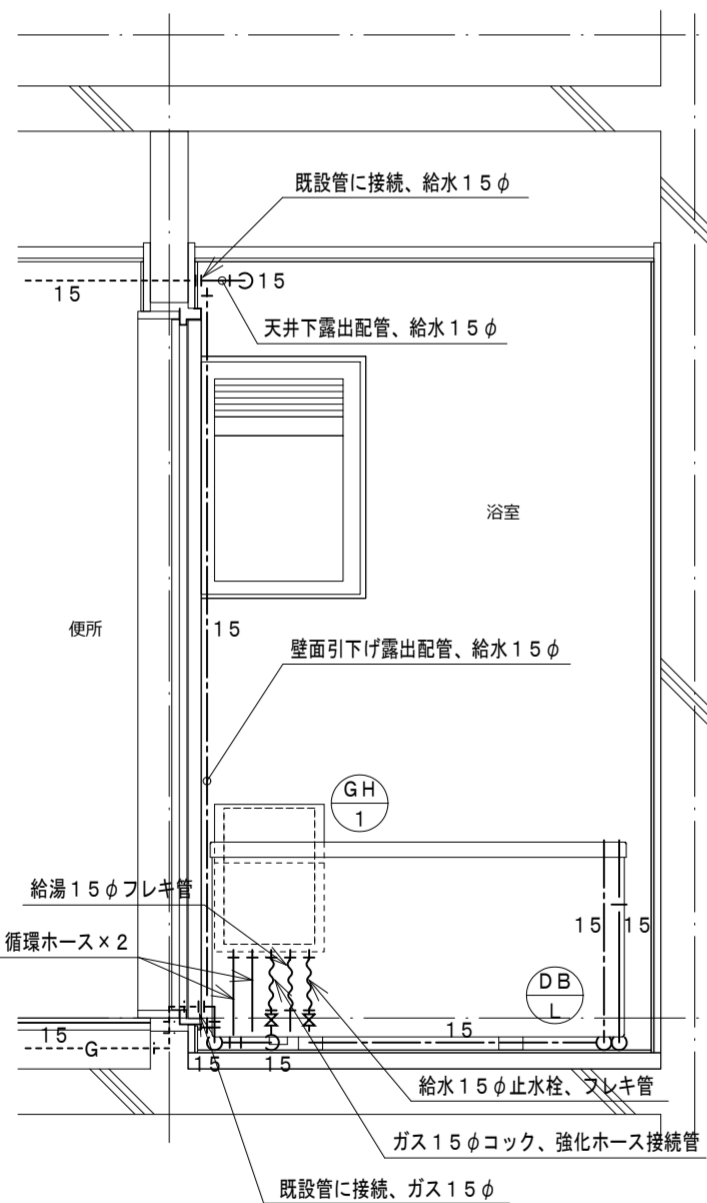 既設管に接続、給水１５φ
15
15
天井下露出配管、給水１５φ
浴室
便所
15
壁面引下げ露出配管、給水１５φ
GH
1
給湯１５φフレキ管
循環ホース×２
15
15
DB
L
15
15
G
15
15
給水１５φ止水栓、フレキ管
ガス１５φコック、強化ホース接続管
既設管に接続、ガス１５φ